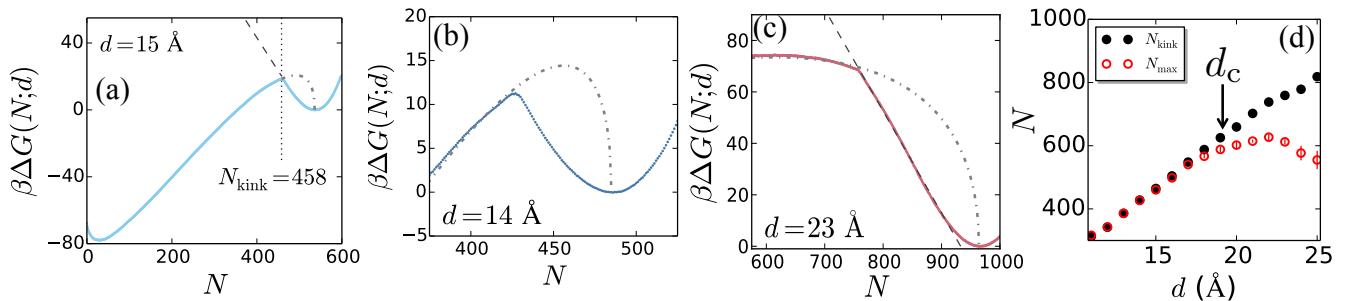 (a)
d = 15 Å
N_kink = 458
βΔG(N;d)
40
0
−40
−80
0 200 400 600
N
(b)
d = 14 Å
βΔG(N;d)
15
10
5
0
−5
400 450 500
N
(c)
d = 23 Å
βΔG(N;d)
80
60
40
20
0
600 700 800 900 1000
N
(d)
N_kink
N_max
d_c
N
1000
800
600
400
15 20 25
d (Å)